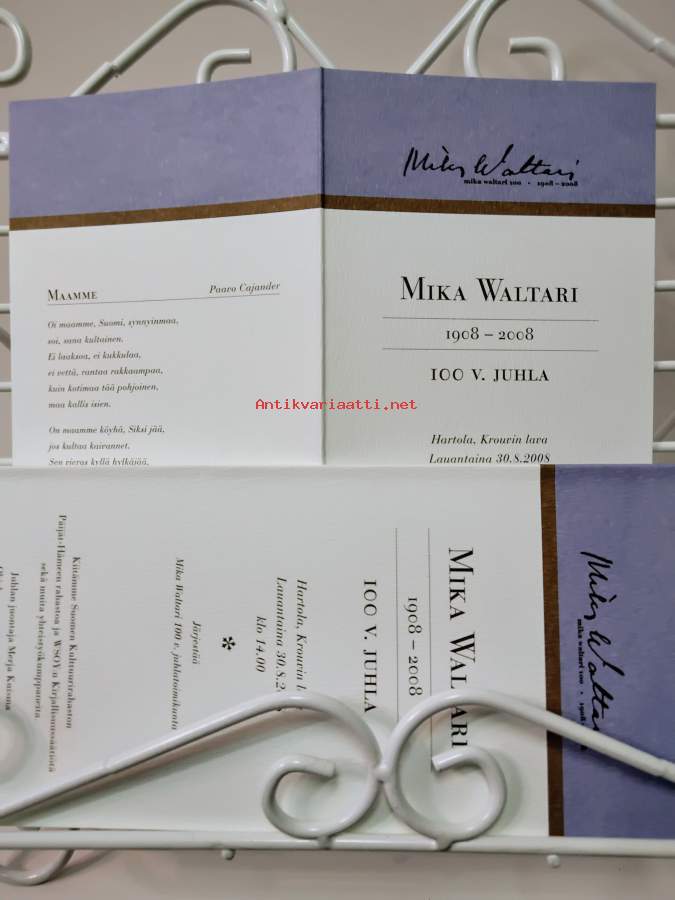 Maamme
Paavo Cajander
Oi maamme, Suomi, synnyinmaa,
soi, sana kultainen.
Ei laaksoa, ei kukkulaa,
ei vettä, rantaa rakkaampaa,
kuin kotimaa tää pohjoinen,
maa kallis isien.
On maamme köyhä, Siksi jää,
jos kultaa kaivannet.
Sen vieras kyllä hylkäjää,
Mika Waltari
mika waltari 100 • 1908 – 2008
Mika Waltari
1908 – 2008
100 v. juhla
Hartola, Krouvin lava
Lauantaina 30.8.2008
Antikvariaatti.net
Mika Waltari
mika waltari 100 • 1908 – 2008
Mika Waltari
1908 – 2008
100 v. juhla
Hartola, Krouvin lava
Lauantaina 30.8.2
klo 14.00
*
Järjestää
Mika Waltari 100 v. juhlatoimikunta
Kiitämme Suomen Kulttuurirahaston
Päijät-Hämeen rahastoa ja WSOY:n Kirjallisuussäätiötä
sekä muita yhteistyökumppaneita.
Juhlan juontaja Merja Kuisma